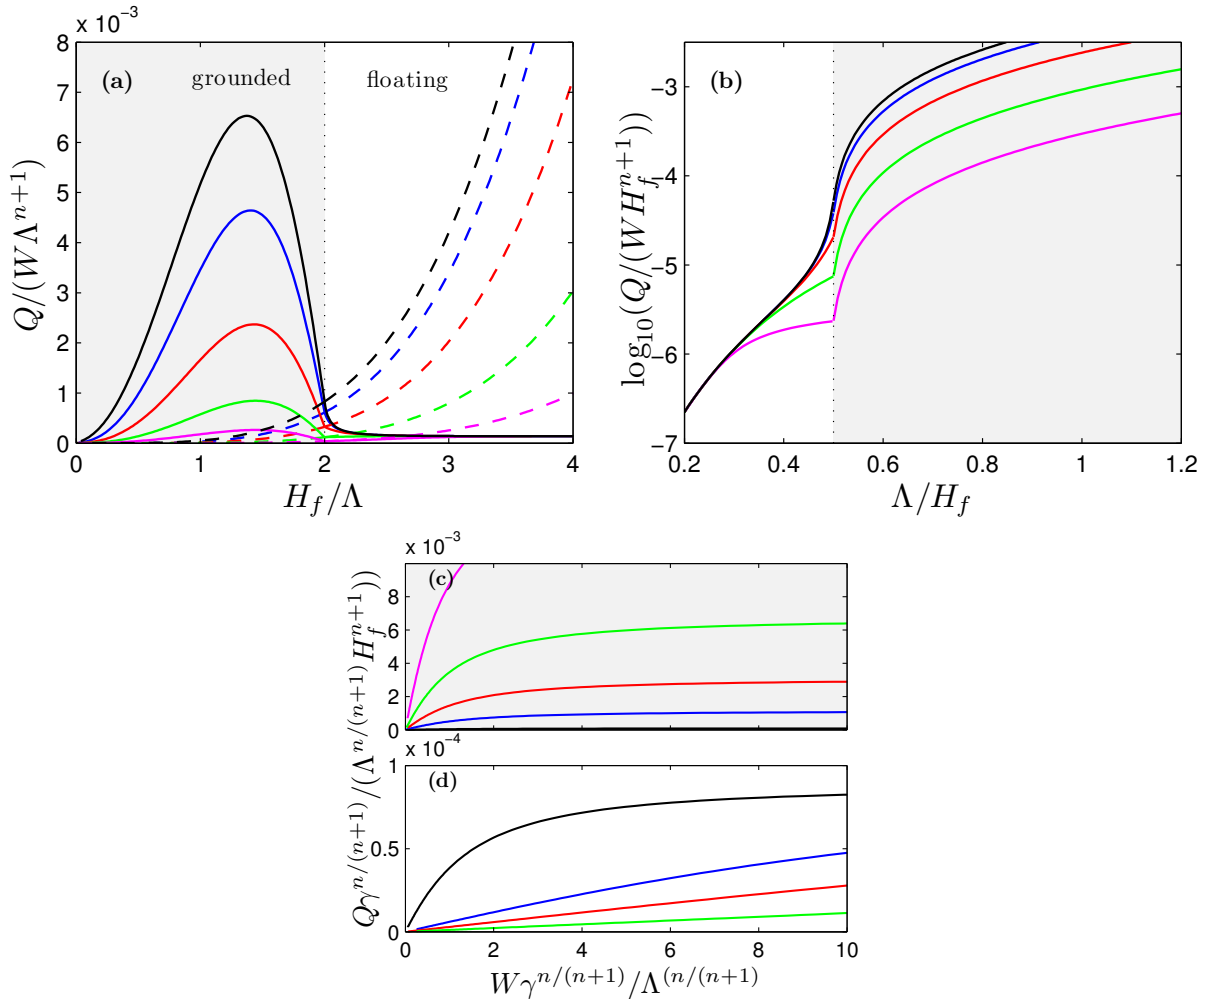 x 10⁻³
8
7
6
5
4
3
2
1
0
(a)
grounded
floating
Q/(WΛⁿ⁺¹)
0
1
2
3
4
H_f/Λ
(b)
−3
−4
−5
−6
−7
log₁₀(Q/(WH_f^{n+1}))
0.2
0.4
0.6
0.8
1
1.2
Λ/H_f
x 10⁻³
(c)
8
6
4
2
0
x 10⁻⁴
(d)
1
0.5
0
Qγ^{n/(n+1)}/(Λ^{n/(n+1)}H_f^{n+1}))
0
2
4
6
8
10
Wγ^{n/(n+1)}/Λ^{(n/(n+1)}